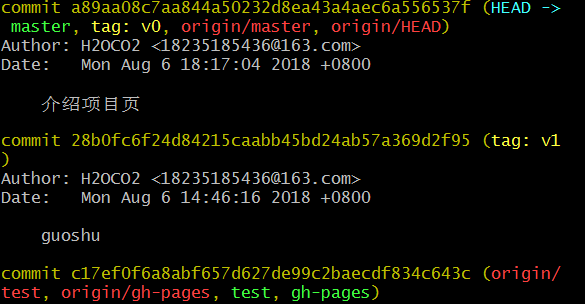 commit a89aa08c7aa844a50232d8ea43a4aec6a556537f (HEAD ->
master, tag: v0, origin/master, origin/HEAD)
Author: H2OCO2 <18235185436@163.com>
Date:   Mon Aug 6 18:17:04 2018 +0800
介绍项目页
commit 28b0fc6f24d84215caabb45bd24ab57a369d2f95 (tag: v1
)
Author: H2OCO2 <18235185436@163.com>
Date:   Mon Aug 6 14:46:16 2018 +0800
guoshu
commit c17ef0f6a8abf657d627de99c2baecdf834c643c (origin/
test, origin/gh-pages, test, gh-pages)